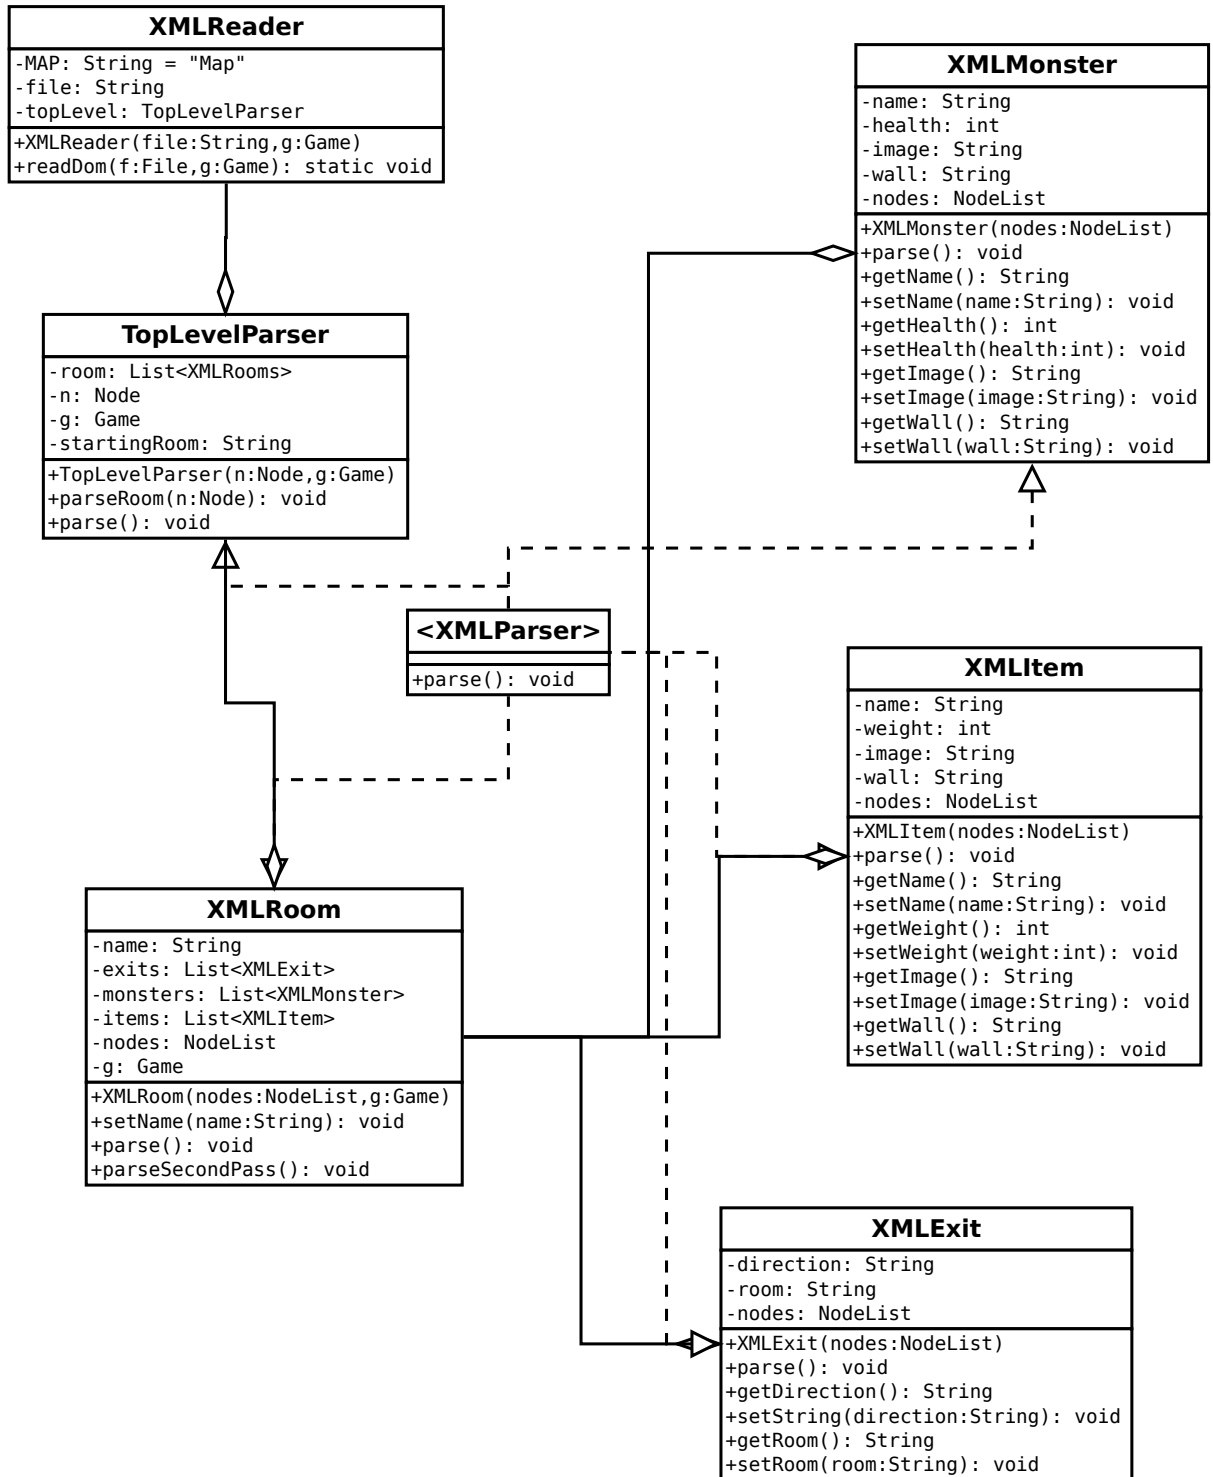 XMLReader
-MAP: String = "Map"
-file: String
-topLevel: TopLevelParser
+XMLReader(file:String,g:Game)
+readDom(f:File,g:Game): static void
XMLMonster
-name: String
-health: int
-image: String
-wall: String
-nodes: NodeList
+XMLMonster(nodes:NodeList)
+parse(): void
+getName(): String
+setName(name:String): void
+getHealth(): int
+setHealth(health:int): void
+getImage(): String
+setImage(image:String): void
+getWall(): String
+setWall(wall:String): void
TopLevelParser
-room: List<XMLRooms>
-n: Node
-g: Game
-startingRoom: String
+TopLevelParser(n:Node,g:Game)
+parseRoom(n:Node): void
+parse(): void
<XMLParser>
+parse(): void
XMLItem
-name: String
-weight: int
-image: String
-wall: String
-nodes: NodeList
+XMLItem(nodes:NodeList)
+parse(): void
+getName(): String
+setName(name:String): void
+getWeight(): int
+setWeight(weight:int): void
+getImage(): String
+setImage(image:String): void
+getWall(): String
+setWall(wall:String): void
XMLRoom
-name: String
-exits: List<XMLExit>
-monsters: List<XMLMonster>
-items: List<XMLItem>
-nodes: NodeList
-g: Game
+XMLRoom(nodes:NodeList,g:Game)
+setName(name:String): void
+parse(): void
+parseSecondPass(): void
XMLExit
-direction: String
-room: String
-nodes: NodeList
+XMLExit(nodes:NodeList)
+parse(): void
+getDirection(): String
+setString(direction:String): void
+getRoom(): String
+setRoom(room:String): void